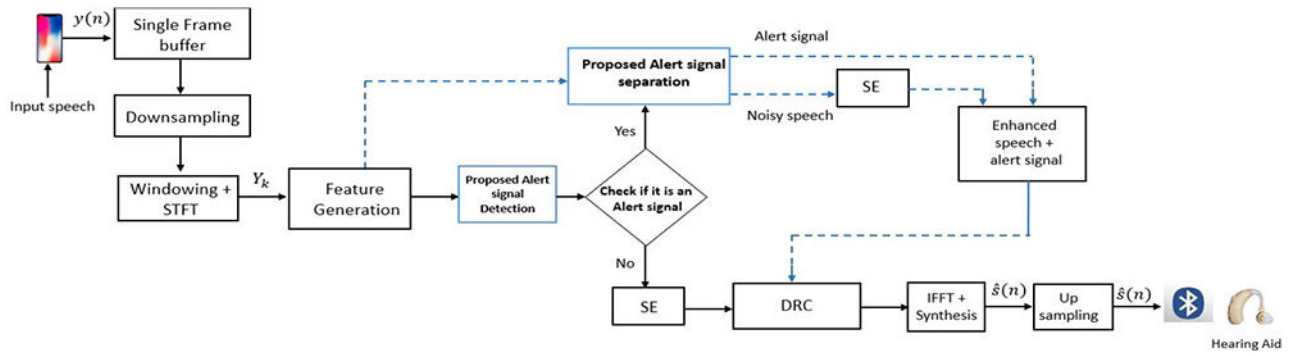 y(n)
Single Frame
buffer
Input speech
Downsampling
Windowing +
STFT
Y_k
Feature
Generation
Proposed Alert
signal
Detection
Check if it is an
Alert signal
Yes
No
Proposed Alert signal
separation
Alert signal
Noisy speech
SE
Enhanced
speech +
alert signal
SE
DRC
IFFT +
Synthesis
ŝ(n)
Up
sampling
ŝ(n)
Hearing Aid